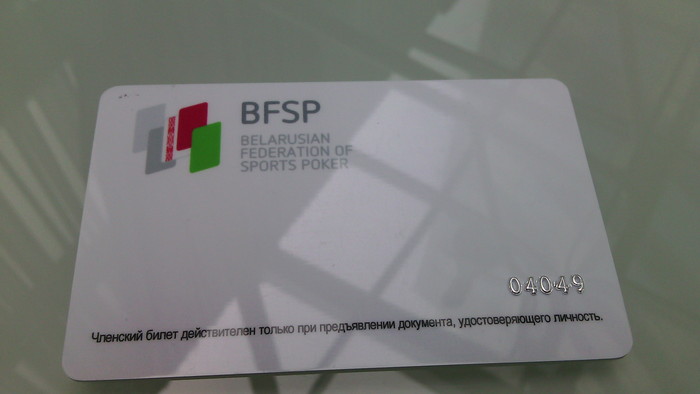 BFSP
BELARUSIAN
FEDERATION OF
SPORTS POKER
04049
Членский билет действителен только при предъявлении документа, удостоверяющего личность.